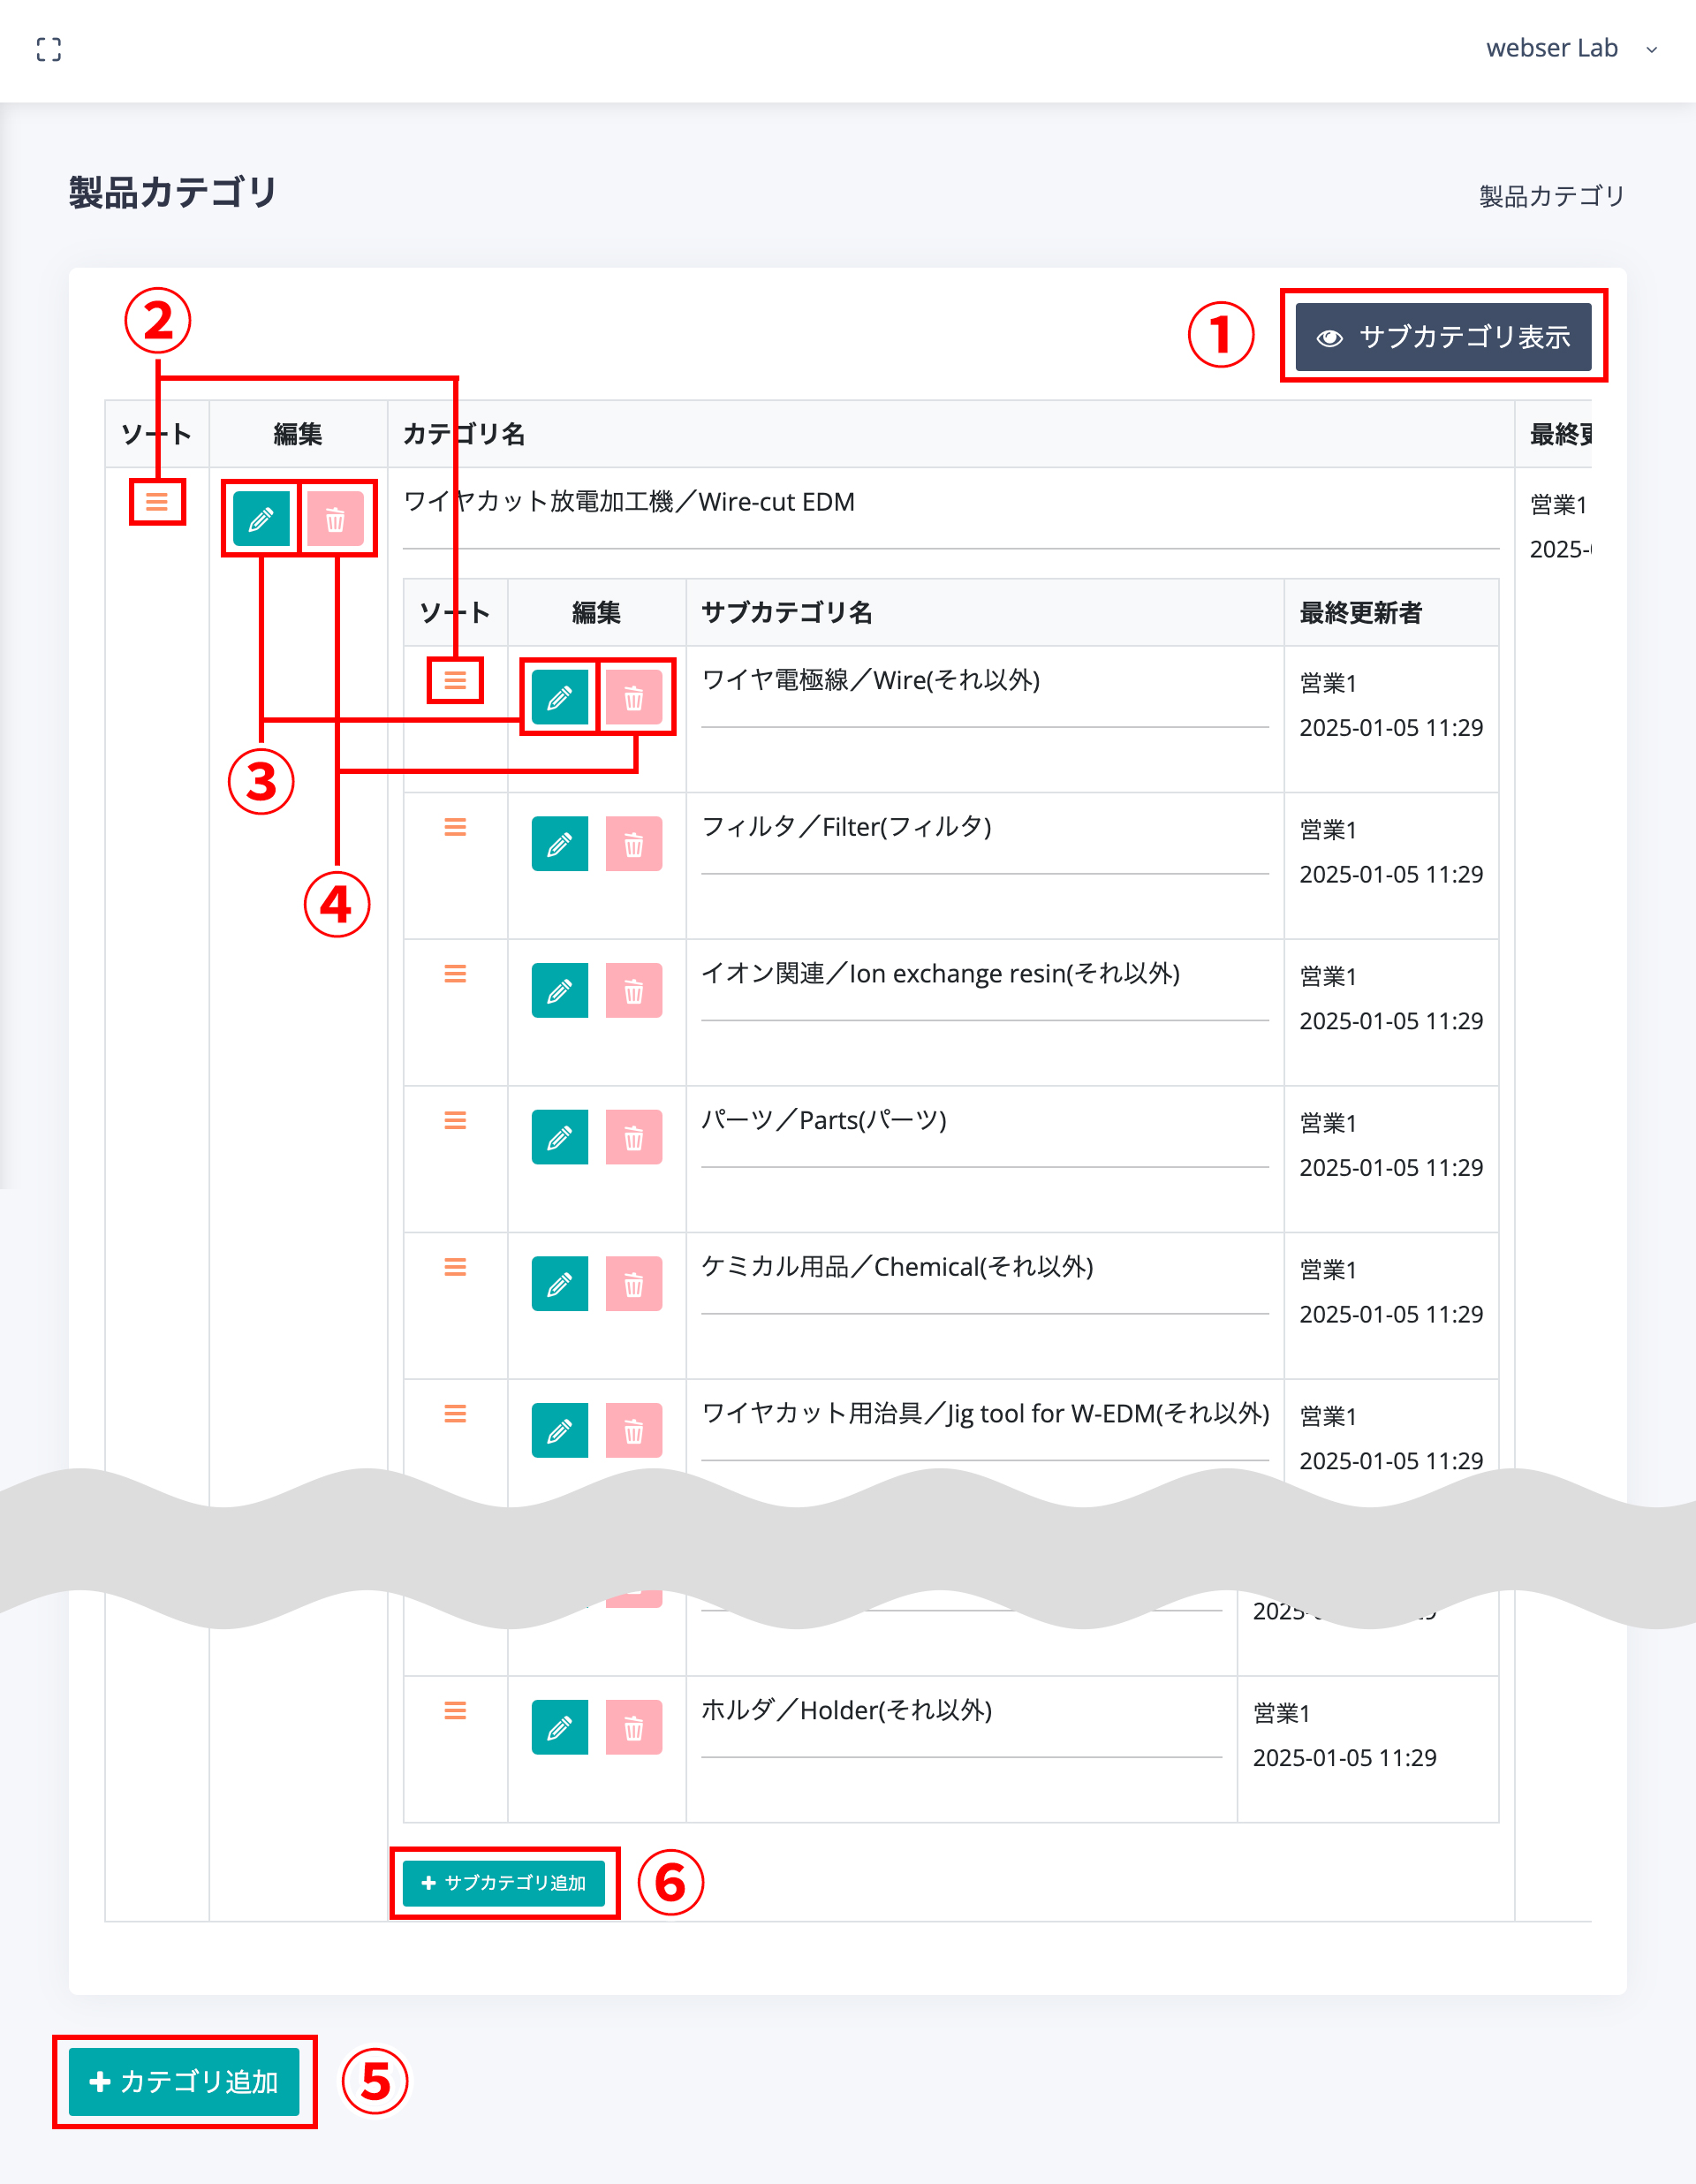 webser Lab
製品カテゴリ
製品カテゴリ
②
①
サブカテゴリ表示
ソート 編集 カテゴリ名 最終更
ワイヤカット放電加工機／Wire-cut EDM
営業1
2025-
ソート 編集 サブカテゴリ名 最終更新者
ワイヤ電極線／Wire(それ以外)
営業1
2025-01-05 11:29
③
フィルタ／Filter(フィルタ)
営業1
2025-01-05 11:29
④
イオン関連／Ion exchange resin(それ以外)
営業1
2025-01-05 11:29
パーツ／Parts(パーツ)
営業1
2025-01-05 11:29
ケミカル用品／Chemical(それ以外)
営業1
2025-01-05 11:29
ワイヤカット用治具／Jig tool for W-EDM(それ以外)
営業1
2025-01-05 11:29
ホルダ／Holder(それ以外)
営業1
2025-01-05 11:29
+ サブカテゴリ追加
⑥
+ カテゴリ追加
⑤